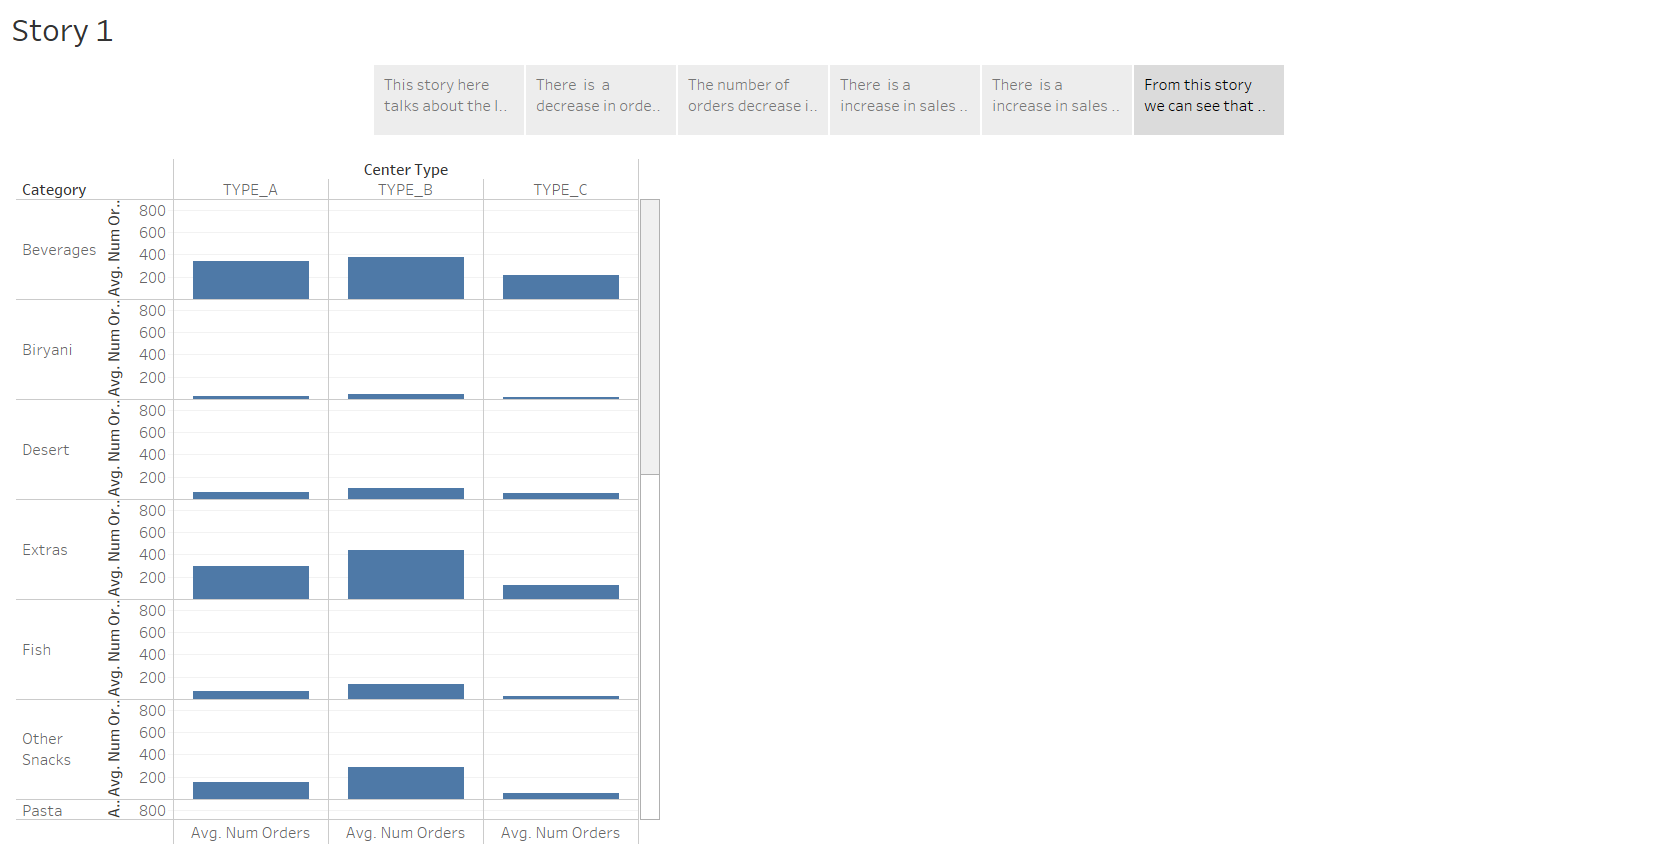 Story 1
This story here
talks about the l..
There is a
decrease in orde..
The number of
orders decrease i..
There is a
increase in sales ..
There is a
increase in sales ..
From this story
we can see that ..
Center Type
Category
TYPE_A
TYPE_B
TYPE_C
Beverages
Avg. Num Or..
800
600
400
200
Biryani
Avg. Num Or..
800
600
400
200
Desert
Avg. Num Or..
800
600
400
200
Extras
Avg. Num Or..
800
600
400
200
Fish
Avg. Num Or..
800
600
400
200
Other
Snacks
Avg. Num Or..
800
600
400
200
Pasta
A..
800
Avg. Num Orders
Avg. Num Orders
Avg. Num Orders